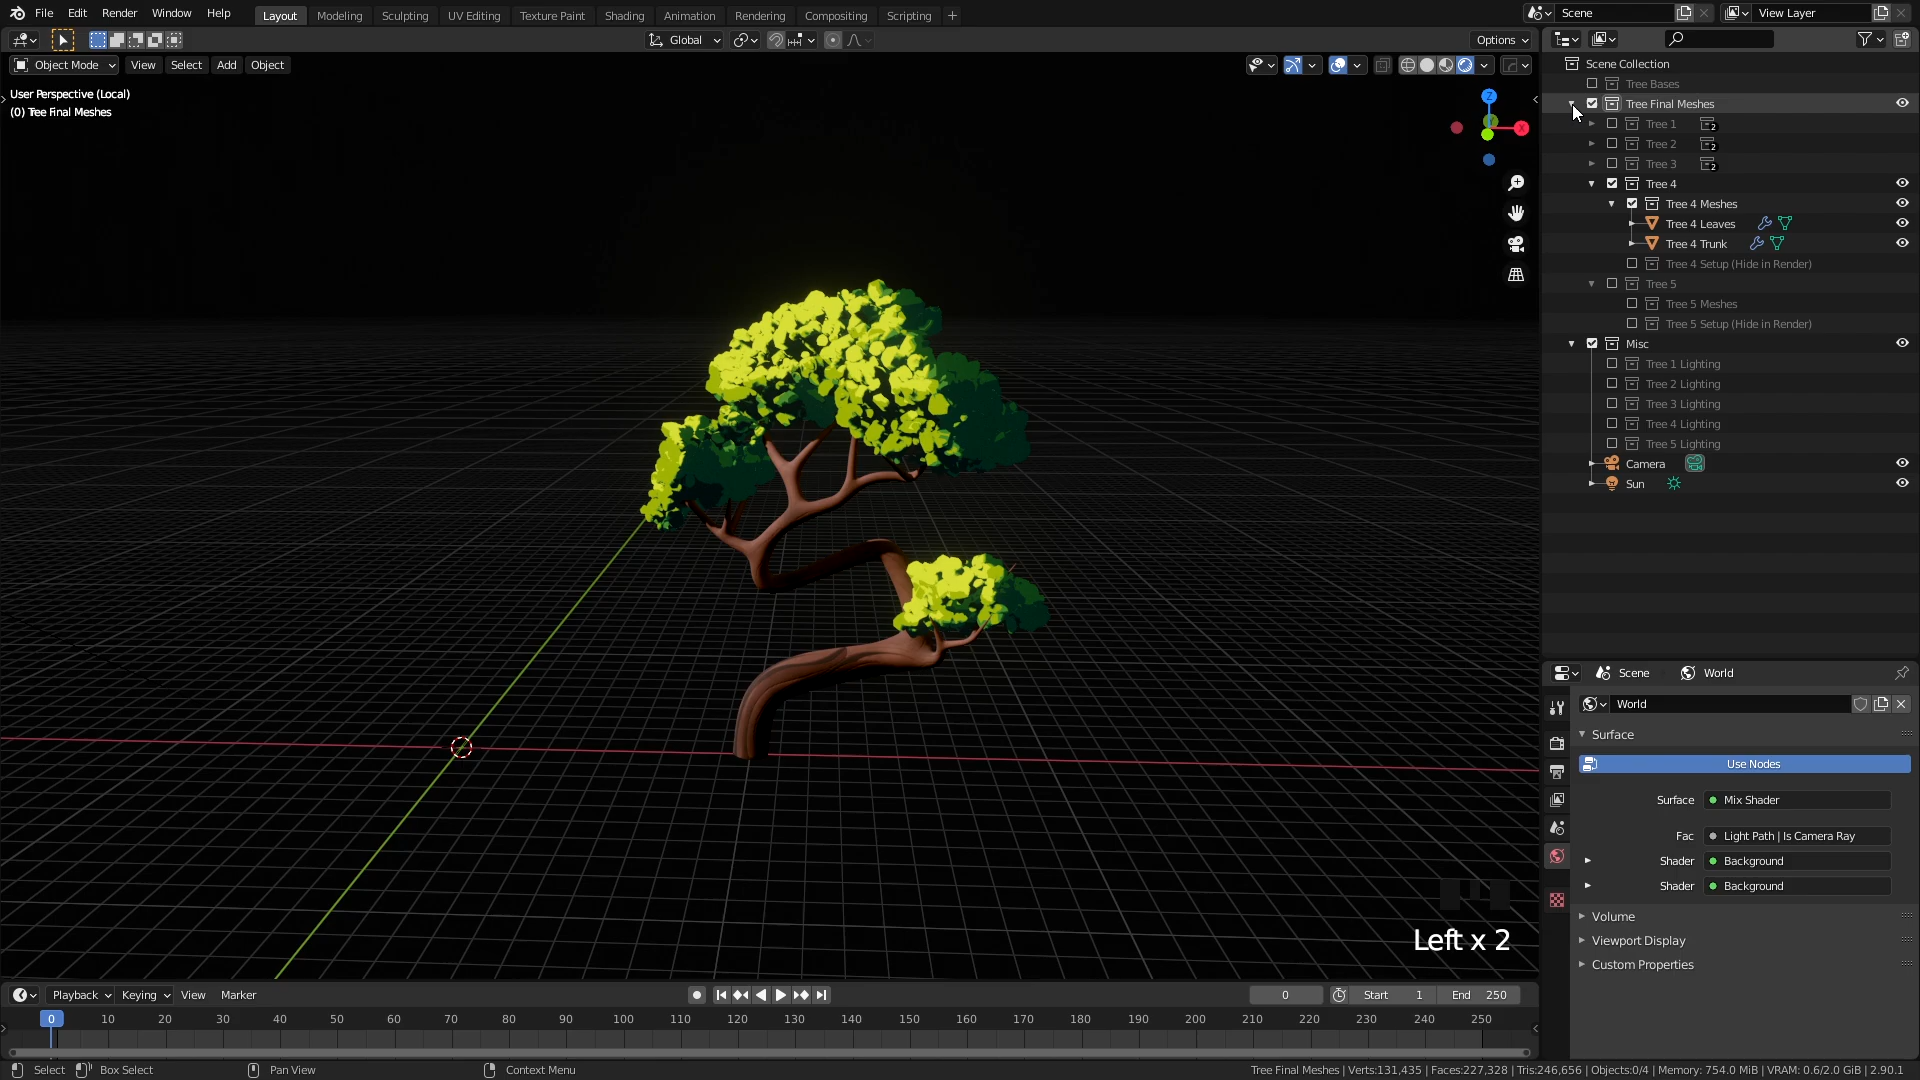 File Edit Render Window Help
Layout Modeling Sculpting UV Editing Texture Paint Shading Animation Rendering Compositing Scripting +
Scene
View Layer
Global
Options
Object Mode View Select Add Object
User Perspective (Local)
(0) Tree Final Meshes
Z
X
Scene Collection
Tree Bases
Tree Final Meshes
Tree 1 2
Tree 2 2
Tree 3 2
Tree 4
Tree 4 Meshes
Tree 4 Leaves
Tree 4 Trunk
Tree 4 Setup (Hide in Render)
Tree 5
Tree 5 Meshes
Tree 5 Setup (Hide in Render)
Misc
Tree 1 Lighting
Tree 2 Lighting
Tree 3 Lighting
Tree 4 Lighting
Tree 5 Lighting
Camera
Sun
Scene World
World
Surface
Use Nodes
Surface Mix Shader
Fac Light Path | Is Camera Ray
Shader Background
Shader Background
Volume
Viewport Display
Custom Properties
Left x 2
Playback Keying View Marker
0 Start 1 End 250
0 10 20 30 40 50 60 70 80 90 100 110 120 130 140 150 160 170 180 190 200 210 220 230 240 250
Select Box Select Pan View Context Menu
Tree Final Meshes | Verts:131,435 | Faces:227,328 | Tris:246,656 | Objects:0/4 | Memory: 754.0 MiB | VRAM: 0.6/2.0 GiB | 2.90.1